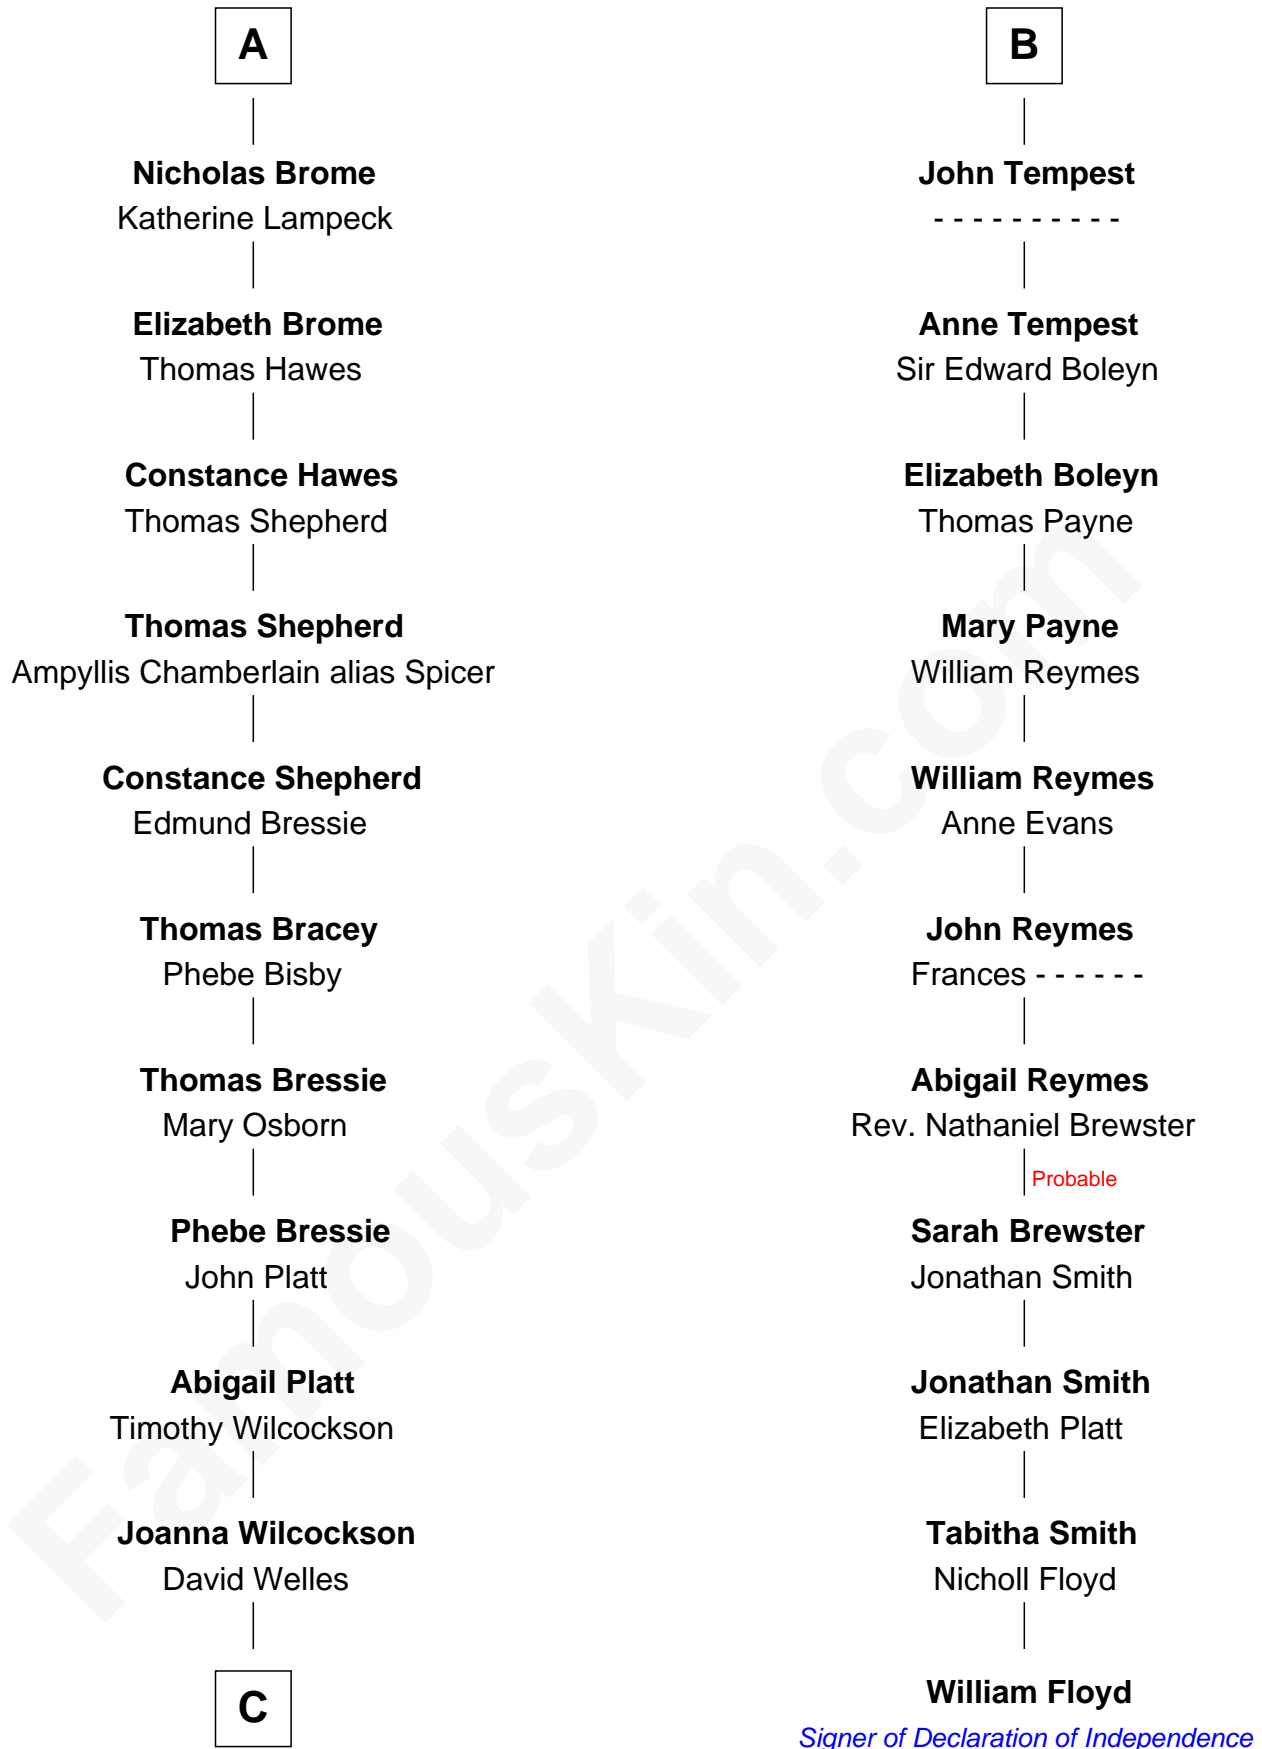 A
Nicholas Brome
Katherine Lampeck
Elizabeth Brome
Thomas Hawes
Constance Hawes
Thomas Shepherd
Thomas Shepherd
Ampyllis Chamberlain alias Spicer
Constance Shepherd
Edmund Bressie
Thomas Bracey
Phebe Bisby
Thomas Bressie
Mary Osborn
Phebe Bressie
John Platt
Abigail Platt
Timothy Wilcockson
Joanna Wilcockson
David Welles
C
B
John Tempest
- - - - - - - - - -
Anne Tempest
Sir Edward Boleyn
Elizabeth Boleyn
Thomas Payne
Mary Payne
William Reymes
William Reymes
Anne Evans
John Reymes
Frances - - - - - -
Abigail Reymes
Rev. Nathaniel Brewster
Probable
Sarah Brewster
Jonathan Smith
Jonathan Smith
Elizabeth Platt
Tabitha Smith
Nicholl Floyd
William Floyd
Signer of Declaration of Independence
FamousKin.com